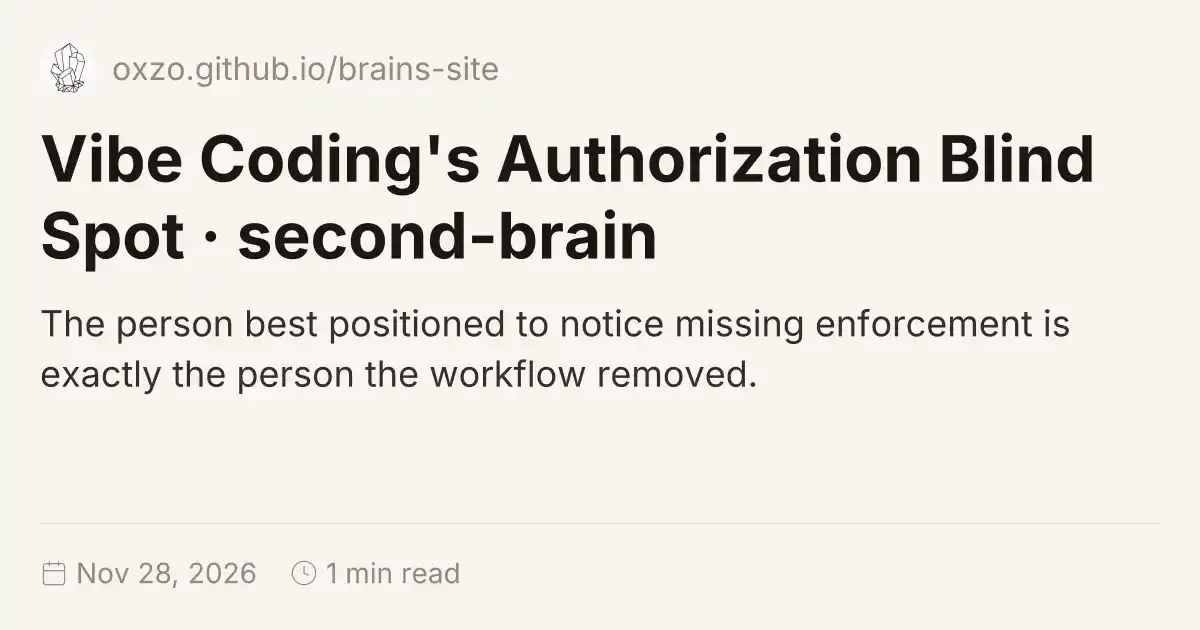 oxzo.github.io/brains-site
Vibe Coding's Authorization Blind
Spot · second-brain
The person best positioned to notice missing enforcement is
exactly the person the workflow removed.
Nov 28, 2026 1 min read